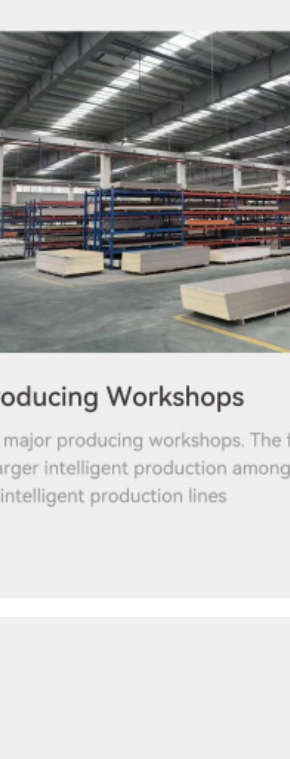 oducing Workshops
major producing workshops. The f
arger intelligent production among
intelligent production lines